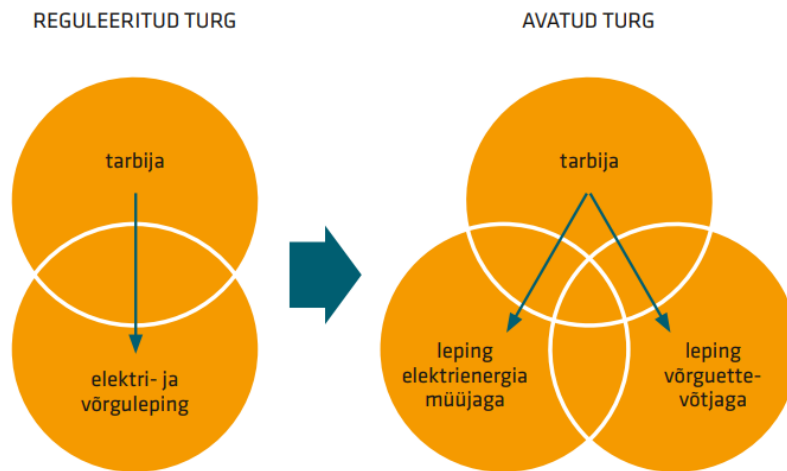 REGULEERITUD TURG
tarbija
elektri- ja
võrguleping
AVATUD TURG
tarbija
leping
elektrienergia
müüjaga
leping
võrguette-
võtjaga